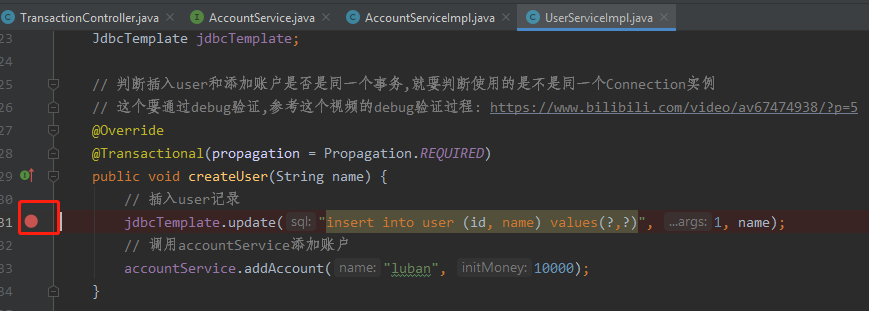 TransactionController.java × AccountService.java × AccountServiceImpl.java × UserServiceImpl.java ×
23 JdbcTemplate jdbcTemplate;
24
25 // 判断插入user和添加账户是否是同一个事务,就要判断使用的是不是同一个Connection实例
26 // 这个要通过debug验证,参考这个视频的debug验证过程: https://www.bilibili.com/video/av67474938/?p=5
27 @Override
28 @Transactional(propagation = Propagation.REQUIRED)
29 public void createUser(String name) {
30 // 插入user记录
31 jdbcTemplate.update( sql: "insert into user (id, name) values(?,?)", ...args: 1, name);
32 // 调用accountService添加账户
33 accountService.addAccount( name: "luban", initMoney: 10000);
34 }